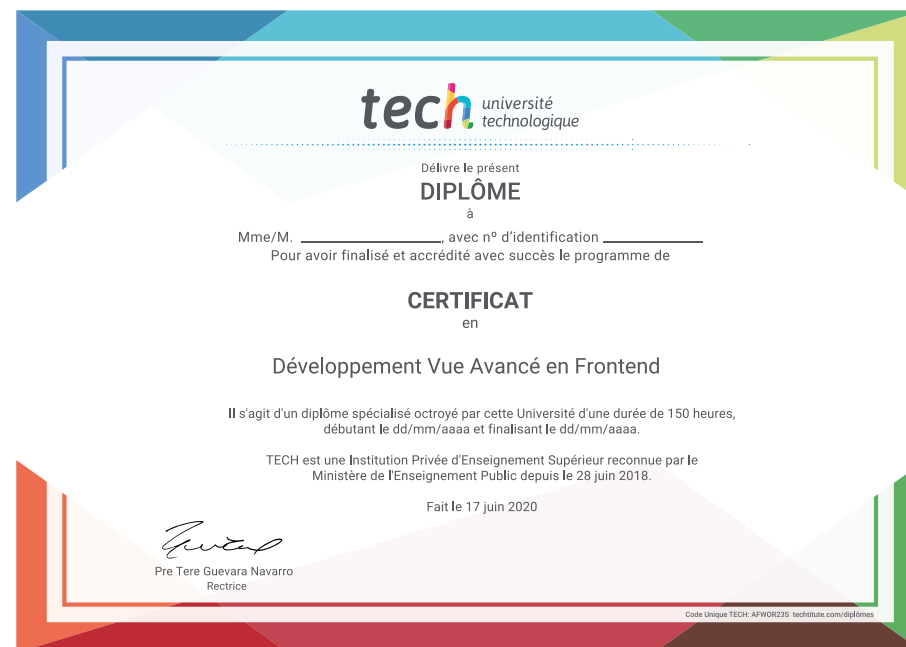 tech université
technologique
Délivre le présent
DIPLÔME
à
Mme/M. ____________________, avec nº d'identification ______________
Pour avoir finalisé et accrédité avec succès le programme de
CERTIFICAT
en
Développement Vue Avancé en Frontend
Il s'agit d'un diplôme spécialisé octroyé par cette Université d'une durée de 150 heures,
débutant le dd/mm/aaaa et finalisant le dd/mm/aaaa.
TECH est une Institution Privée d'Enseignement Supérieur reconnue par le
Ministère de l'Enseignement Public depuis le 28 juin 2018.
Fait le 17 juin 2020
Pre Tere Guevara Navarro
Rectrice
Code Unique TECH: AFWOR23S techtitute.com/diplômes